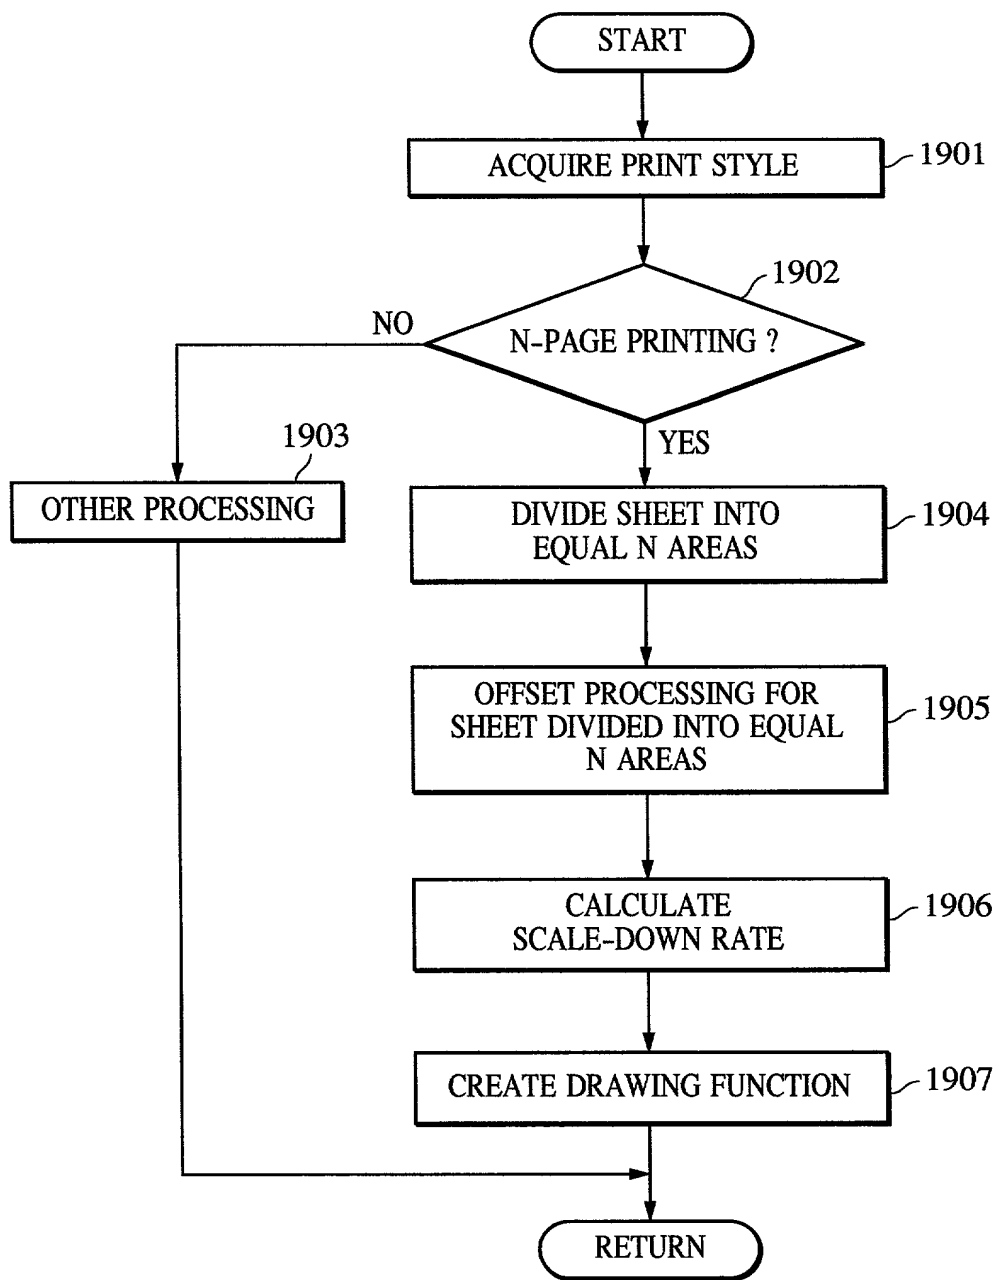 START
ACQUIRE PRINT STYLE
1901
1902
NO
N-PAGE PRINTING ?
YES
1903
OTHER PROCESSING
DIVIDE SHEET INTO
EQUAL N AREAS
1904
OFFSET PROCESSING FOR
SHEET DIVIDED INTO EQUAL
N AREAS
1905
CALCULATE
SCALE-DOWN RATE
1906
CREATE DRAWING FUNCTION
1907
RETURN